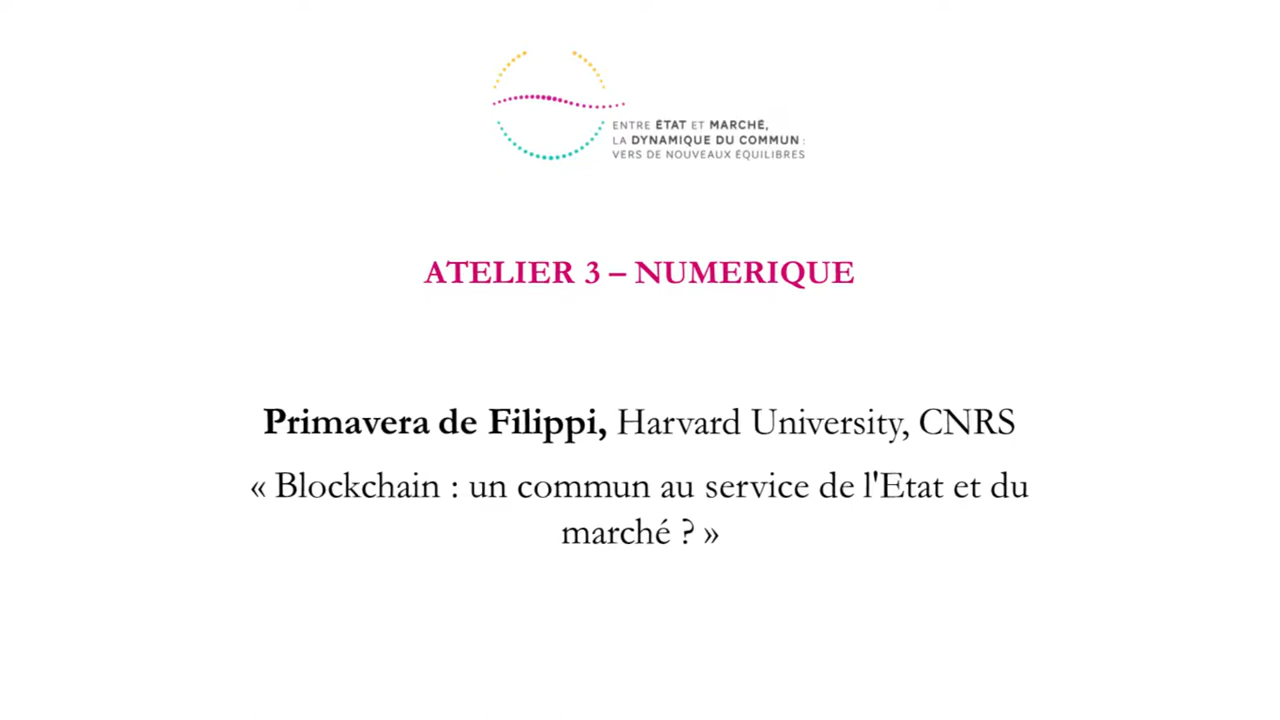 ENTRE ÉTAT ET MARCHÉ,
LA DYNAMIQUE DU COMMUN :
VERS DE NOUVEAUX ÉQUILIBRES
ATELIER 3 – NUMERIQUE
Primavera de Filippi, Harvard University, CNRS
« Blockchain : un commun au service de l'Etat et du
marché ? »